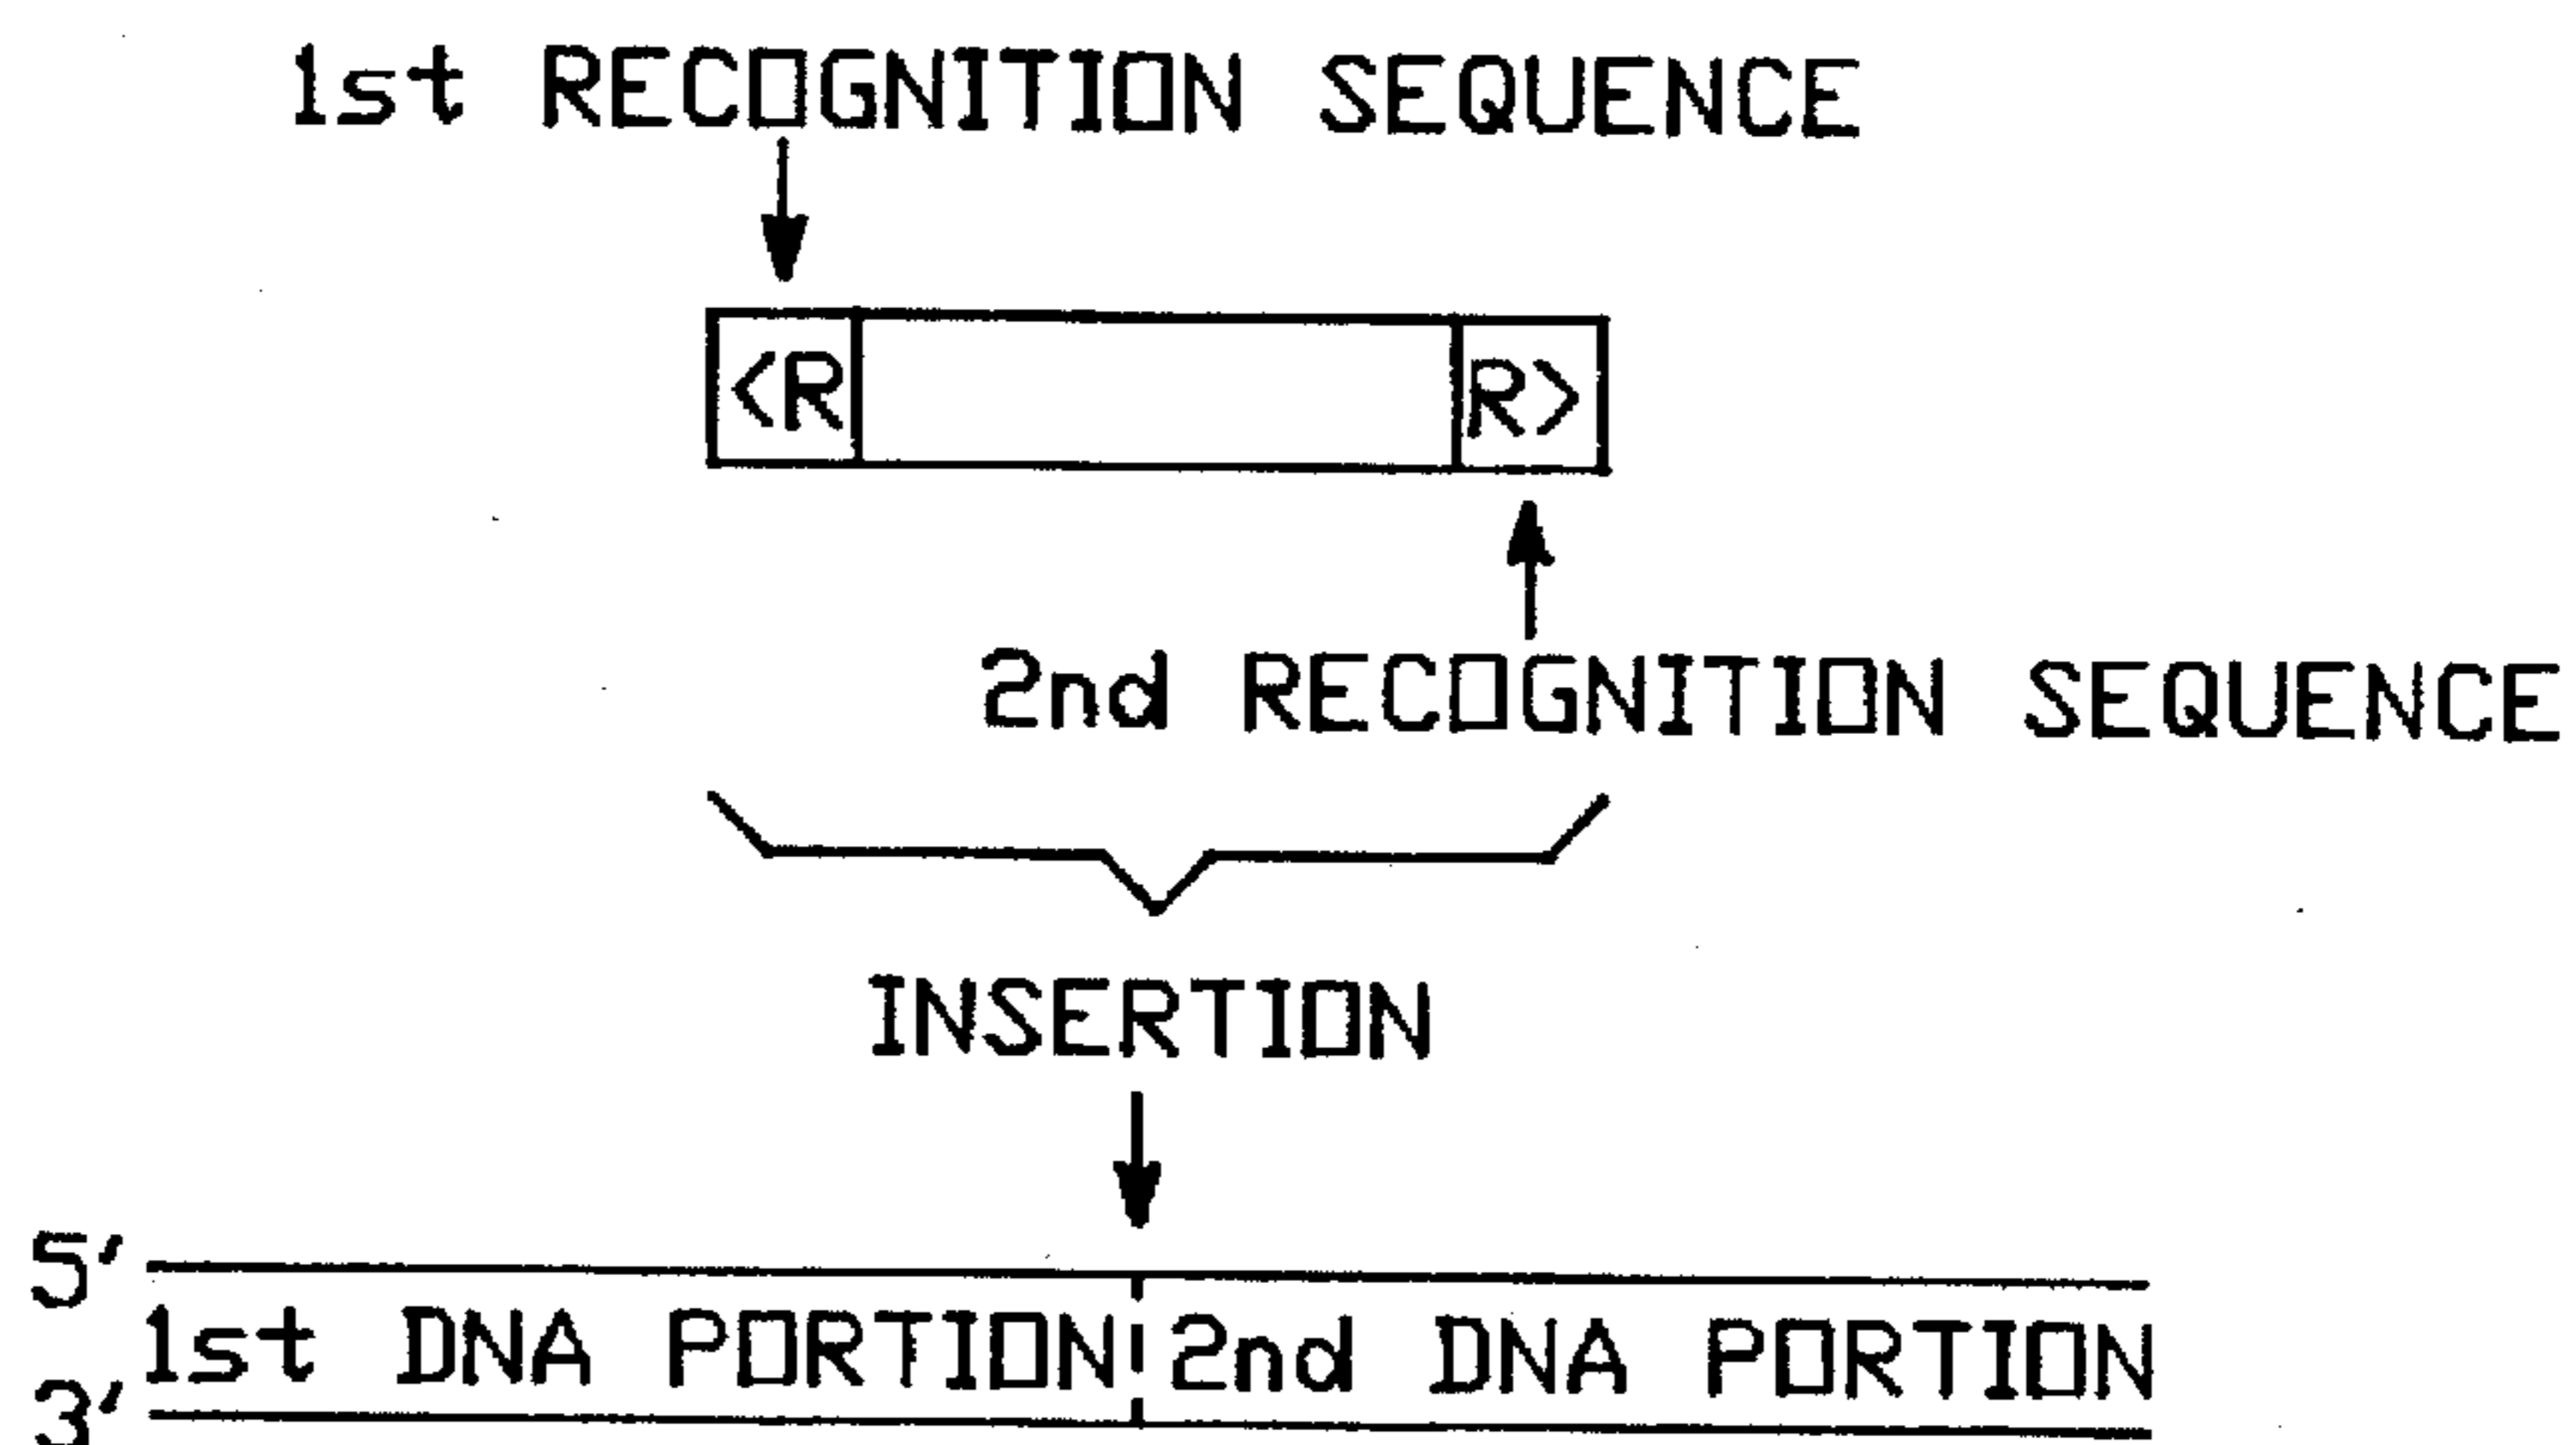 1st RECOGNITION SEQUENCE
<R R>
2nd RECOGNITION SEQUENCE
INSERTION
5'
1st DNA PORTION 2nd DNA PORTION
3'